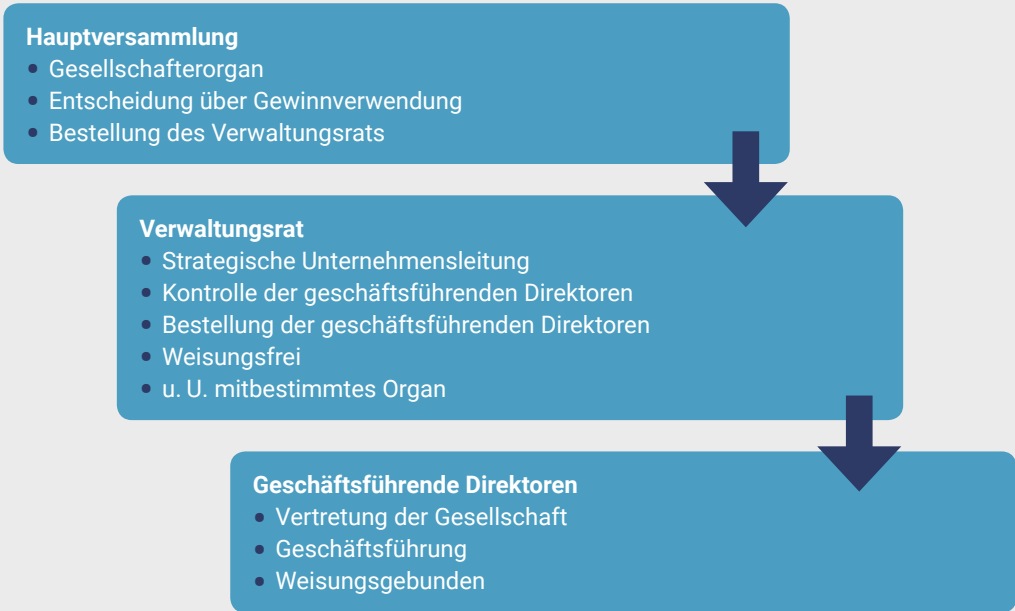 Hauptversammlung
• Gesellschafterorgan
• Entscheidung über Gewinnverwendung
• Bestellung des Verwaltungsrats
Verwaltungsrat
• Strategische Unternehmensleitung
• Kontrolle der geschäftsführenden Direktoren
• Bestellung der geschäftsführenden Direktoren
• Weisungsfrei
• u. U. mitbestimmtes Organ
Geschäftsführende Direktoren
• Vertretung der Gesellschaft
• Geschäftsführung
• Weisungsgebunden